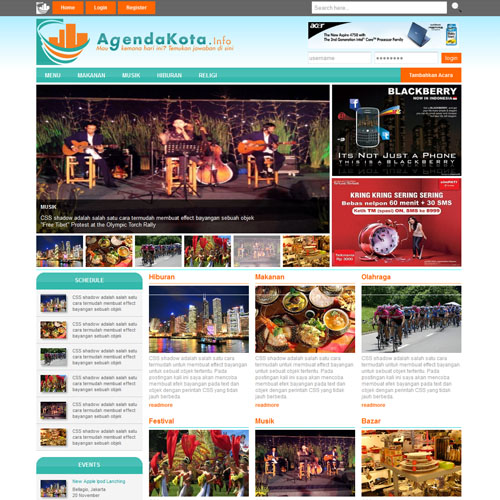 Home
Login
Register
Search here...
AgendaKota.Info
Mau kemana hari ini? Temukan jawaban di sini
acer
The New Aspire 4750 with
The 2nd Generation Intel® Core™ Processor Family
username
login
MENU
MAKANAN
MUSIK
HIBURAN
RELIGI
Tambahkan Acara
MUSIK
CSS shadow adalah salah satu cara termudah membuat effect bayangan sebuah objek
"Free Tibet" Protest at the Olympic Torch Rally
BLACKBERRY
NOW IN INDONESIA
ITS NOT JUST A PHONE
THIS IS A BLACKBERRY
KRING KRING SERING SERING
Bebas nelpon 60 menit + 30 SMS
Ketik TM (spasi) ON, SMS ke 8999
SCHEDULE
CSS shadow adalah salah satu
cara termudah membuat effect
bayangan sebuah objek
CSS shadow adalah salah satu
cara termudah membuat effect
bayangan sebuah objek
CSS shadow adalah salah satu
cara termudah membuat effect
bayangan sebuah objek
CSS shadow adalah salah satu
cara termudah membuat effect
bayangan sebuah objek
CSS shadow adalah salah satu
cara termudah membuat effect
bayangan sebuah objek
CSS shadow adalah salah satu
cara termudah membuat effect
bayangan sebuah objek
EVENTS
New Apple Ipod Lanching
Bellagio, Jakarta
20 November
Hiburan
CSS shadow adalah salah satu cara
termudah untuk membuat efek bayangan
untuk sebuat objek tertentu. Pada
postingan kali ini saya akan mencoba
membuat efek bayangan pada text dan
objek dengan perintah CSS yang tidak
jauh berbeda.
readmore
Makanan
CSS shadow adalah salah satu cara
termudah untuk membuat efek bayangan
untuk sebuat objek tertentu. Pada
postingan kali ini saya akan mencoba
membuat efek bayangan pada text dan
objek dengan perintah CSS yang tidak
jauh berbeda.
readmore
Olahraga
CSS shadow adalah salah satu cara
termudah untuk membuat efek bayangan
untuk sebuat objek tertentu. Pada
postingan kali ini saya akan mencoba
membuat efek bayangan pada text dan
objek dengan perintah CSS yang tidak
jauh berbeda.
readmore
Festival
Musik
Bazar